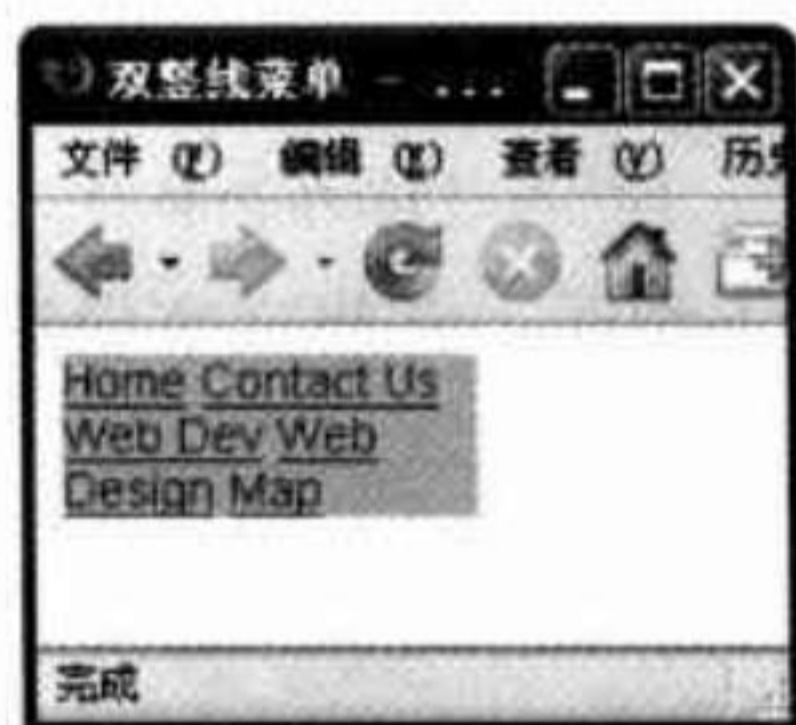 双竖线菜单 - ...
文件 (F) 编辑 (E) 查看 (V) 历史
Home Contact Us
Web Dev Web
Design Map
完成